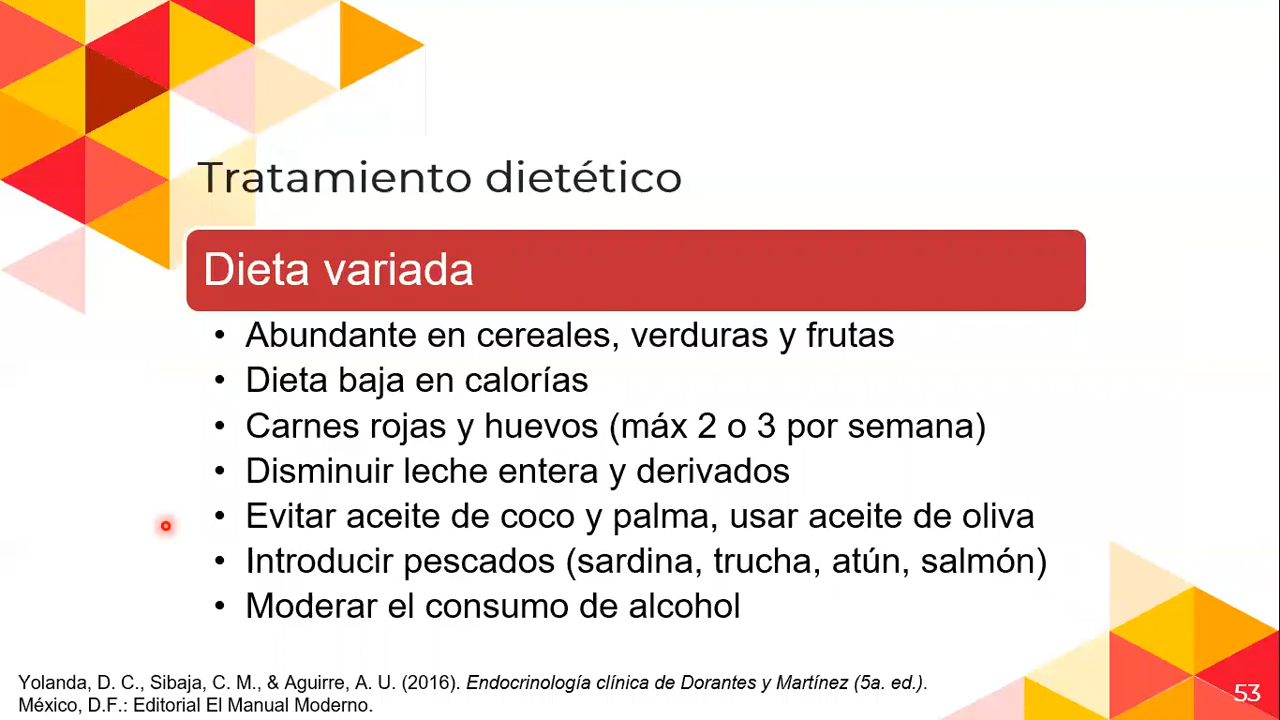 Tratamiento dietético
Dieta variada
• Abundante en cereales, verduras y frutas
• Dieta baja en calorías
• Carnes rojas y huevos (máx 2 o 3 por semana)
• Disminuir leche entera y derivados
• Evitar aceite de coco y palma, usar aceite de oliva
• Introducir pescados (sardina, trucha, atún, salmón)
• Moderar el consumo de alcohol
Yolanda, D. C., Sibaja, C. M., & Aguirre, A. U. (2016). Endocrinología clínica de Dorantes y Martínez (5a. ed.).
México, D.F.: Editorial El Manual Moderno.
53